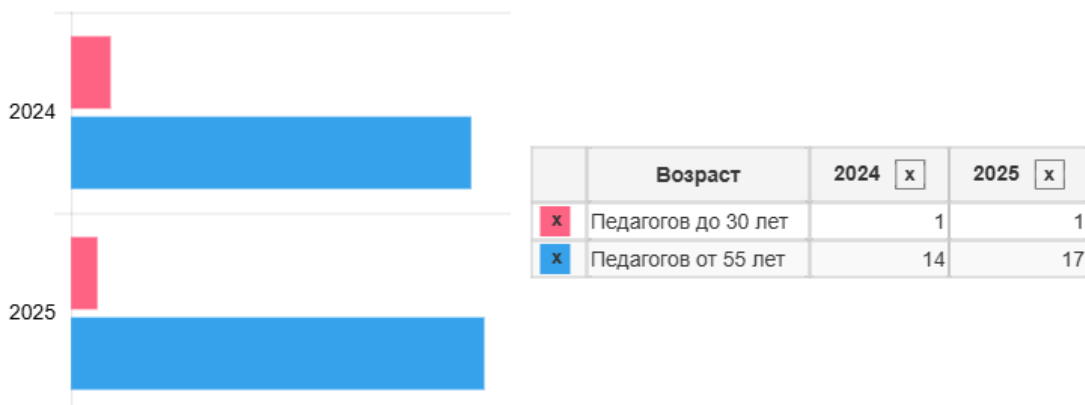 2024
2025
Возраст 2024 x 2025 x
x Педагогов до 30 лет 1 1
x Педагогов от 55 лет 14 17